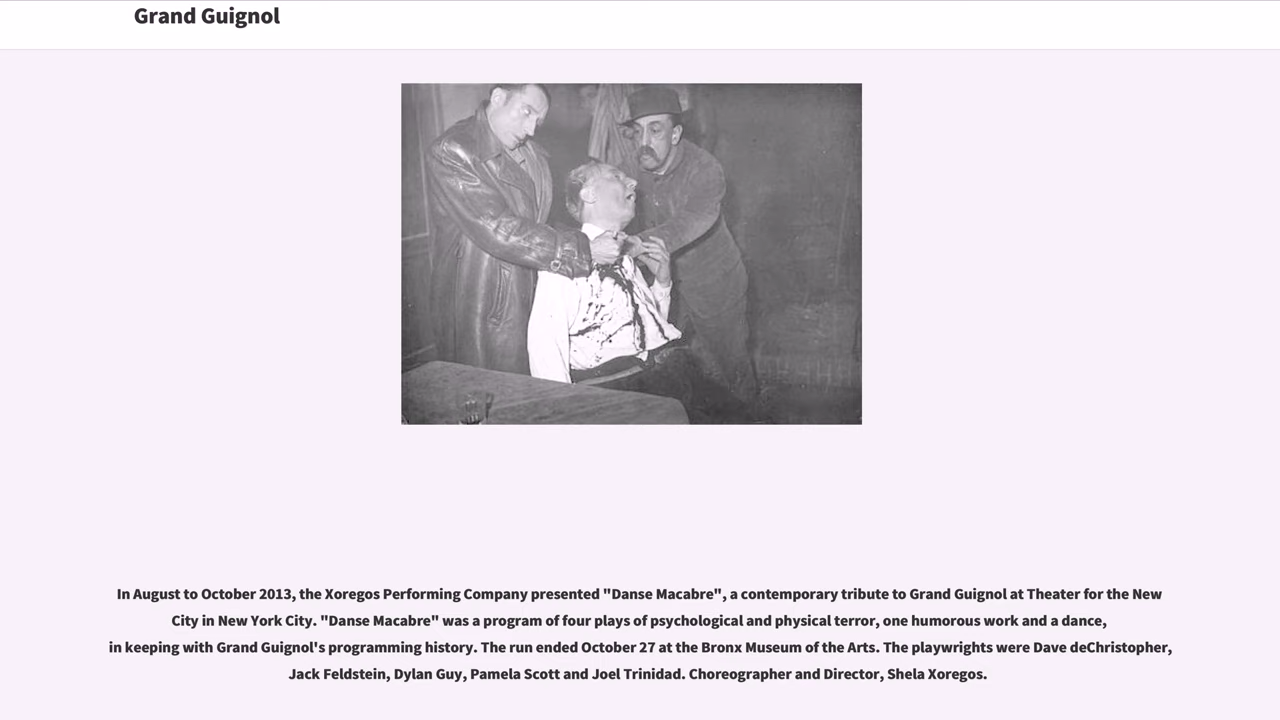 Grand Guignol
In August to October 2013, the Xoregos Performing Company presented "Danse Macabre", a contemporary tribute to Grand Guignol at Theater for the New
City in New York City. "Danse Macabre" was a program of four plays of psychological and physical terror, one humorous work and a dance,
in keeping with Grand Guignol's programming history. The run ended October 27 at the Bronx Museum of the Arts. The playwrights were Dave deChristopher,
Jack Feldstein, Dylan Guy, Pamela Scott and Joel Trinidad. Choreographer and Director, Shela Xoregos.